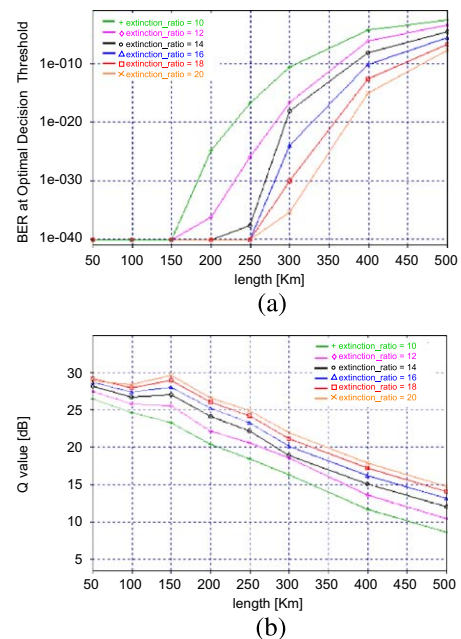 BER at Optimal Decision Threshold
+ extinction_ratio = 10
◇ extinction_ratio = 12
o extinction_ratio = 14
△ extinction_ratio = 16
□ extinction_ratio = 18
× extinction_ratio = 20
1e-010
1e-020
1e-030
1e-040
50 100 150 200 250 300 350 400 450 500
length [Km]
(a)
Q value [dB]
+ extinction_ratio = 10
◇ extinction_ratio = 12
o extinction_ratio = 14
△ extinction_ratio = 16
□ extinction_ratio = 18
× extinction_ratio = 20
30
25
20
15
10
5
50 100 150 200 250 300 350 400 450 500
length [Km]
(b)